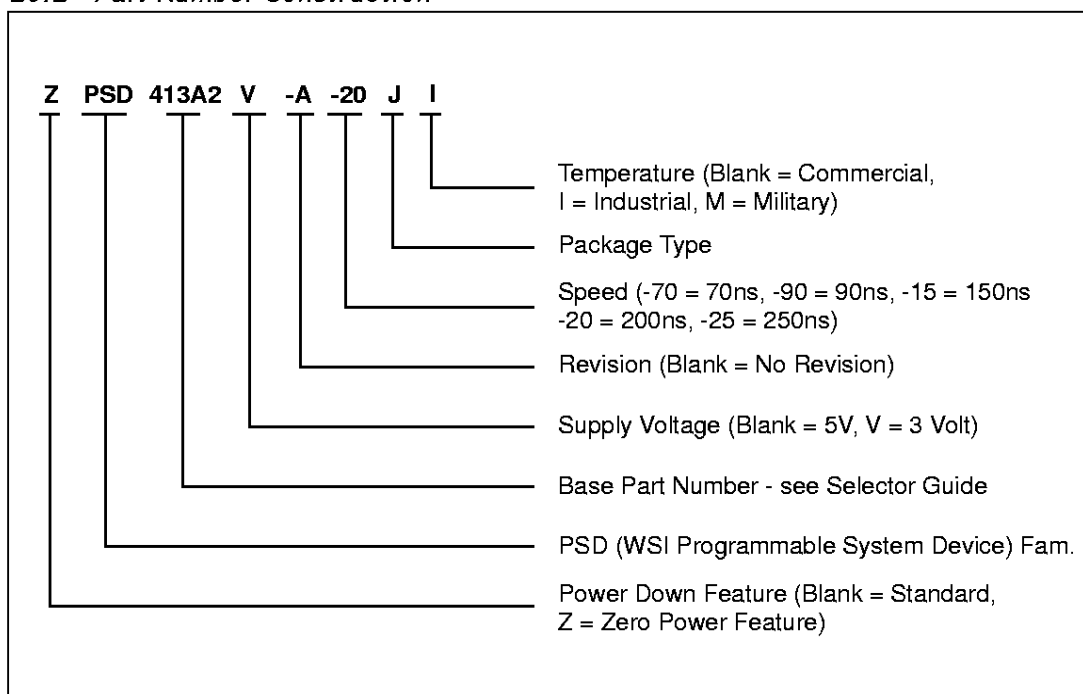 Z PSD 413A2 V -A -20 J I
Temperature (Blank = Commercial,
I = Industrial, M = Military)
Package Type
Speed (-70 = 70ns, -90 = 90ns, -15 = 150ns
-20 = 200ns, -25 = 250ns)
Revision (Blank = No Revision)
Supply Voltage (Blank = 5V, V = 3 Volt)
Base Part Number - see Selector Guide
PSD (WSI Programmable System Device) Fam.
Power Down Feature (Blank = Standard,
Z = Zero Power Feature)